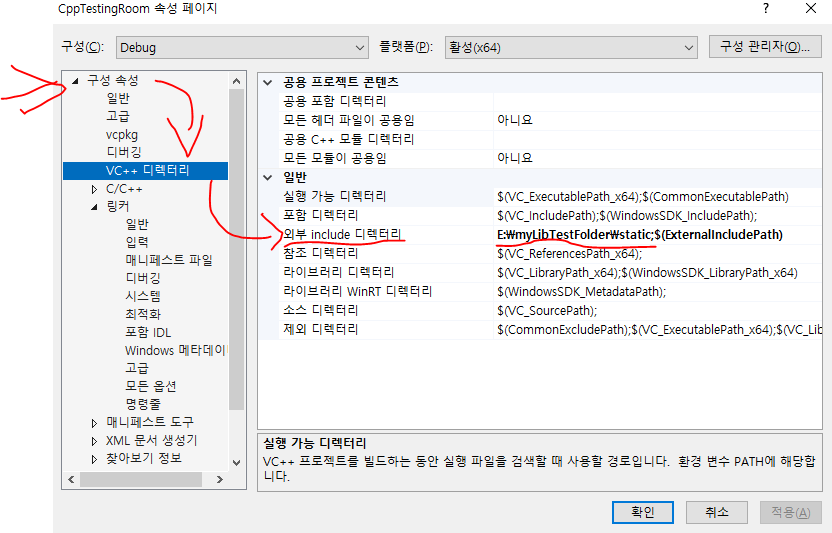 CppTestingRoom 속성 페이지
?
구성(C): Debug 플랫폼(P): 활성(x64) 구성 관리자(O)...
구성 속성
일반
고급
vcpkg
디버깅
VC++ 디렉터리
C/C++
링커
일반
입력
매니페스트 파일
디버깅
시스템
최적화
포함 IDL
Windows 메타데이
고급
모든 옵션
명령줄
매니페스트 도구
XML 문서 생성기
찾아보기 정보
공용 프로젝트 콘텐츠
공용 포함 디렉터리
모든 헤더 파일이 공용임 아니요
공용 C++ 모듈 디렉터리
모든 모듈이 공용임 아니요
일반
실행 가능 디렉터리 $(VC_ExecutablePath_x64);$(CommonExecutablePath)
포함 디렉터리 $(VC_IncludePath);$(WindowsSDK_IncludePath);
외부 include 디렉터리 E:₩myLibTestFolder₩static;$(ExternalIncludePath)
참조 디렉터리 $(VC_ReferencesPath_x64);
라이브러리 디렉터리 $(VC_LibraryPath_x64);$(WindowsSDK_LibraryPath_x64)
라이브러리 WinRT 디렉터리 $(WindowsSDK_MetadataPath);
소스 디렉터리 $(VC_SourcePath);
제외 디렉터리 $(CommonExcludePath);$(VC_ExecutablePath_x64);$(VC_Lib
실행 가능 디렉터리
VC++ 프로젝트를 빌드하는 동안 실행 파일을 검색할 때 사용할 경로입니다. 환경 변수 PATH에 해당합
니다.
확인 취소 적용(A)